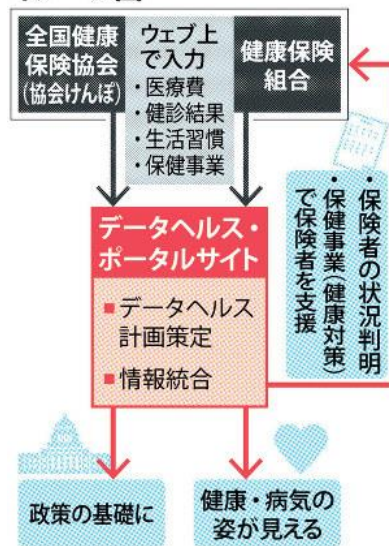 全国健康
保険協会
(協会けんぽ)
ウェブ上
で入力
・医療費
・健診結果
・生活習慣
・保健事業
健康保険
組合
データヘルス・
ポータルサイト
■データヘルス
計画策定
■情報統合
・保険者の状況判明
・保健事業(健康対策)
で保険者を支援
政策の基礎に
健康・病気の
姿が見える